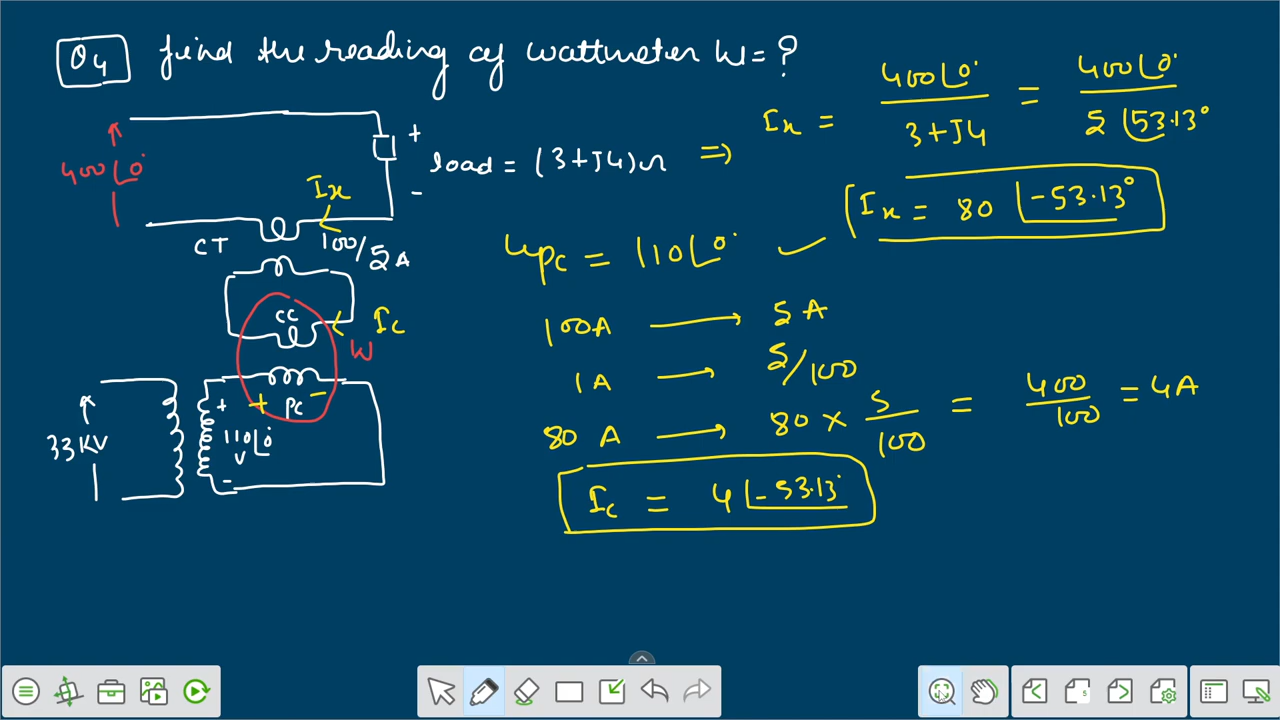 Q4 find the reading of wattmeter W = ?
400∠0°
load = (3+J4)Ω ⇒
Ix
CT
100/5A
CC
Ic
W
33KV
+
110∠0°
V
-
+ PC -
Ix = 400∠0° / 3+J4 = 400∠0° / 5∠53.13°
Ix = 80∠-53.13°
VPC = 110∠0° ✓
100A → 5A
1A → 5/100
80 A → 80 × 5/100 = 400/100 = 4A
Ic = 4∠-53.13°
5